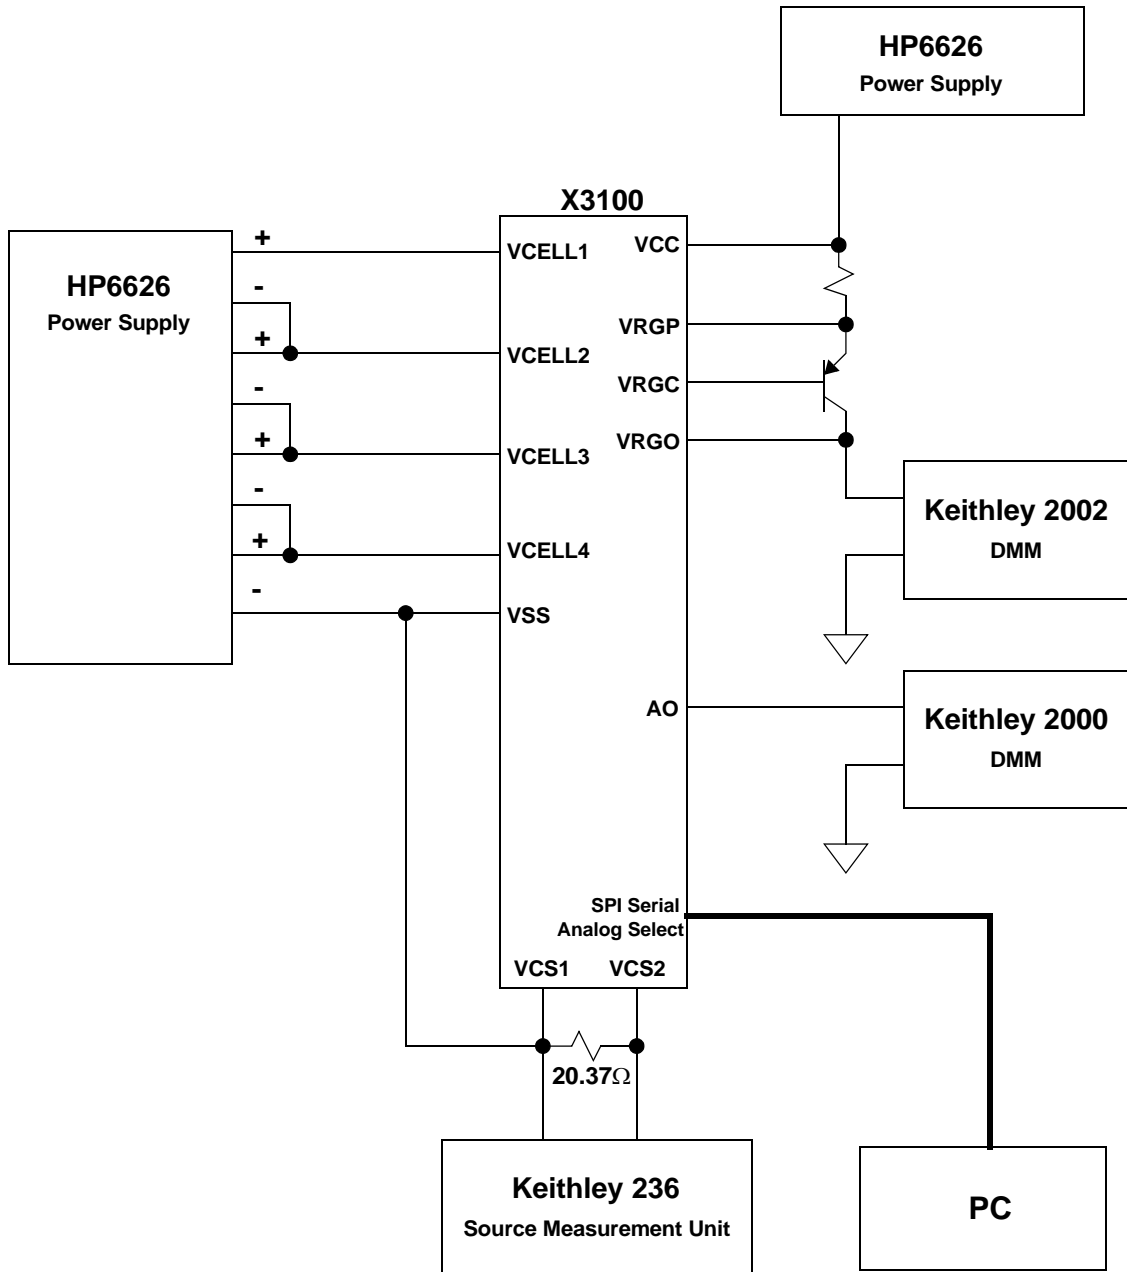 HP6626
Power Supply
X3100
HP6626
Power Supply
+
-
+
-
+
-
+
-
VCELL1
VCELL2
VCELL3
VCELL4
VSS
VCC
VRGP
VRGC
VRGO
AO
SPI Serial
Analog Select
VCS1 VCS2
Keithley 2002
DMM
Keithley 2000
DMM
20.37Ω
Keithley 236
Source Measurement Unit
PC